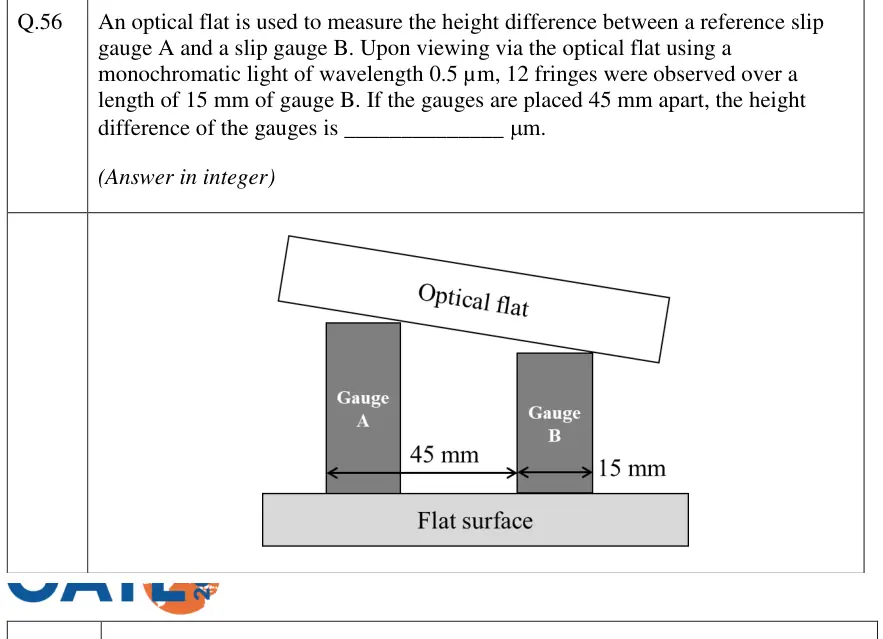 Q.56
An optical flat is used to measure the height difference between a reference slip
gauge A and a slip gauge B. Upon viewing via the optical flat using a
monochromatic light of wavelength 0.5 µm, 12 fringes were observed over a
length of 15 mm of gauge B. If the gauges are placed 45 mm apart, the height
difference of the gauges is ______________ µm.
(Answer in integer)
Optical flat
Gauge
A
Gauge
B
45 mm
15 mm
Flat surface